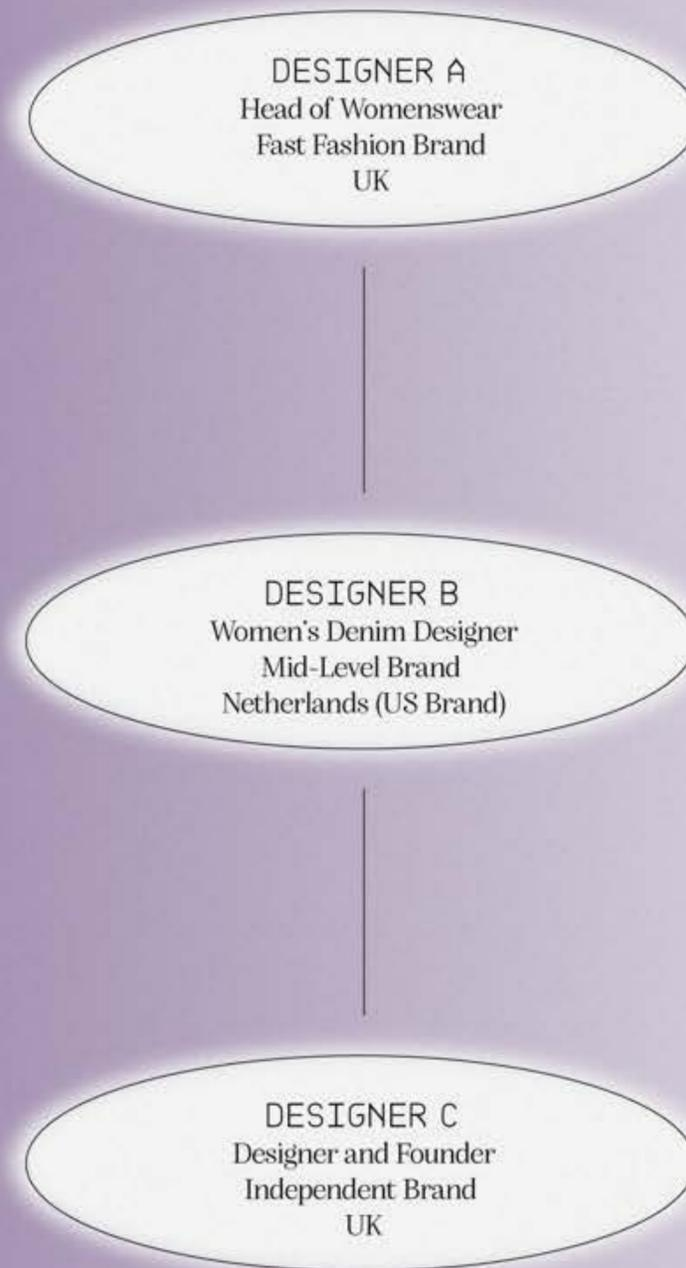 DESIGNER A
Head of Womenswear
Fast Fashion Brand
UK
DESIGNER B
Women's Denim Designer
Mid-Level Brand
Netherlands (US Brand)
DESIGNER C
Designer and Founder
Independent Brand
UK